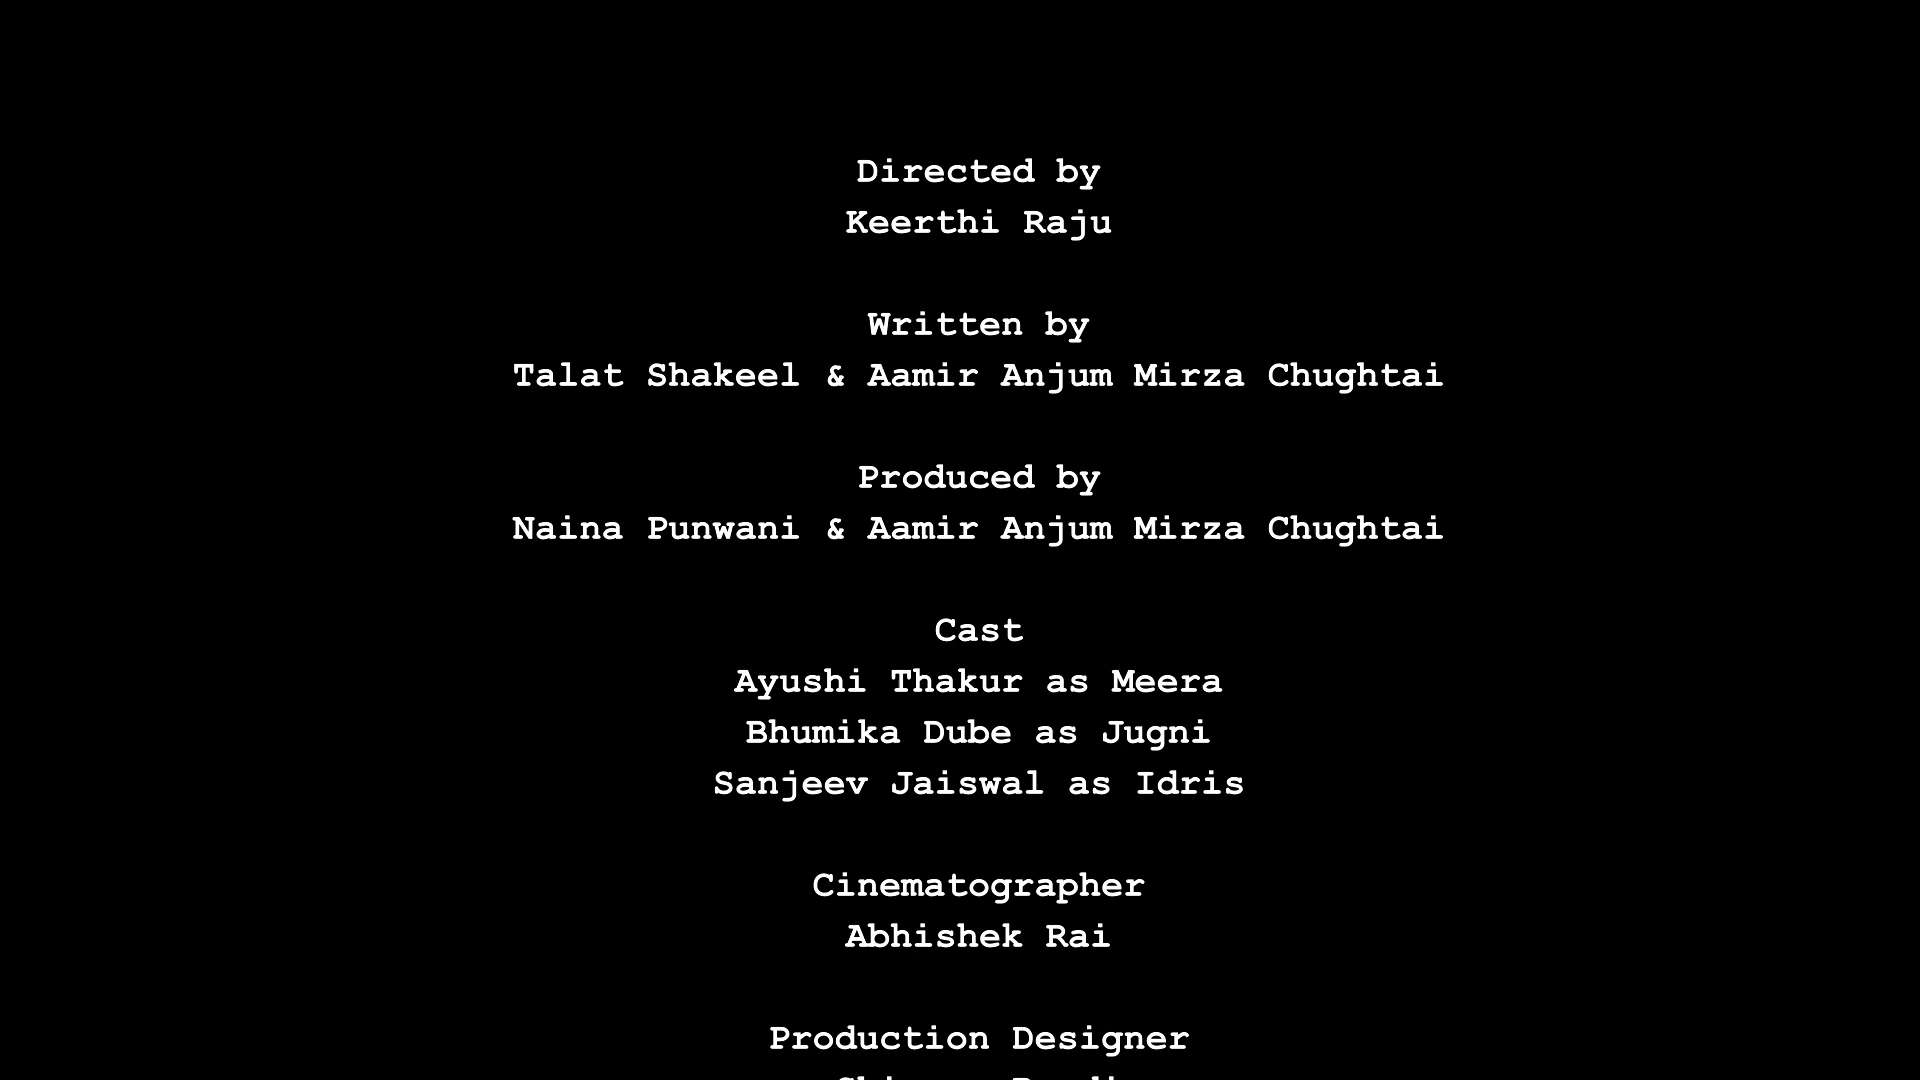 Directed by
Keerthi Raju
Written by
Talat Shakeel & Aamir Anjum Mirza Chughtai
Produced by
Naina Punwani & Aamir Anjum Mirza Chughtai
Cast
Ayushi Thakur as Meera
Bhumika Dube as Jugni
Sanjeev Jaiswal as Idris
Cinematographer
Abhishek Rai
Production Designer